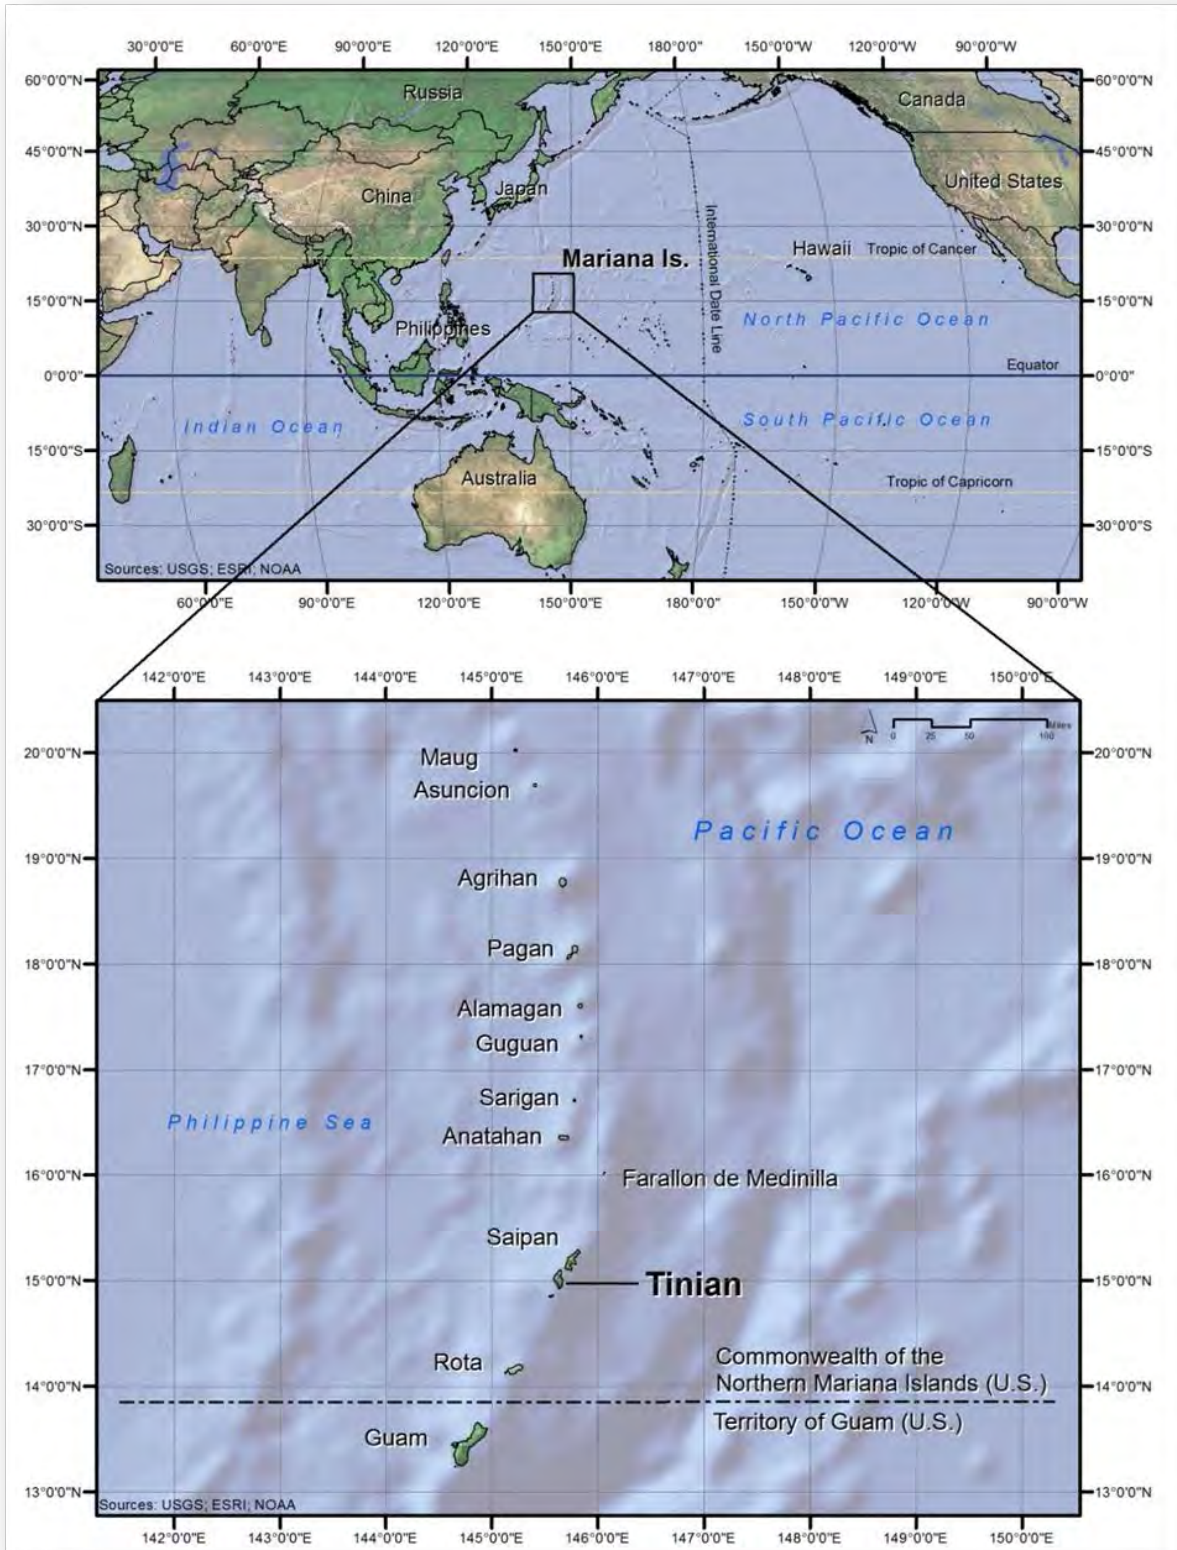 30°0'0"E 60°0'0"E 90°0'0"E 120°0'0"E 150°0'0"E 180°0'0" 150°0'0"W 120°0'0"W 90°0'0"W
60°0'0"N 60°0'0"N
Russia
Canada
45°0'0"N 45°0'0"N
China
Japan
United States
30°0'0"N 30°0'0"N
International Date Line
Hawaii
Tropic of Cancer
Mariana Is.
15°0'0"N 15°0'0"N
Philippines
North Pacific Ocean
Equator
0°0'0" 0°0'0"
Indian Ocean
South Pacific Ocean
15°0'0"S 15°0'0"S
Australia
Tropic of Capricorn
30°0'0"S 30°0'0"S
Sources: USGS; ESRI; NOAA
60°0'0"E 90°0'0"E 120°0'0"E 150°0'0"E 180°0'0" 150°0'0"W 120°0'0"W 90°0'0"W
142°0'0"E 143°0'0"E 144°0'0"E 145°0'0"E 146°0'0"E 147°0'0"E 148°0'0"E 149°0'0"E 150°0'0"E
N
0 25 50 100 Miles
20°0'0"N 20°0'0"N
Maug
Asuncion
Pacific Ocean
19°0'0"N 19°0'0"N
Agrihan
Pagan
18°0'0"N 18°0'0"N
Alamagan
Guguan
17°0'0"N 17°0'0"N
Sarigan
Philippine Sea
Anatahan
16°0'0"N 16°0'0"N
Farallon de Medinilla
Saipan
15°0'0"N 15°0'0"N
Tinian
Rota
Commonwealth of the
Northern Mariana Islands (U.S.)
14°0'0"N 14°0'0"N
Territory of Guam (U.S.)
Guam
13°0'0"N 13°0'0"N
Sources: USGS; ESRI; NOAA
142°0'0"E 143°0'0"E 144°0'0"E 145°0'0"E 146°0'0"E 147°0'0"E 148°0'0"E 149°0'0"E 150°0'0"E